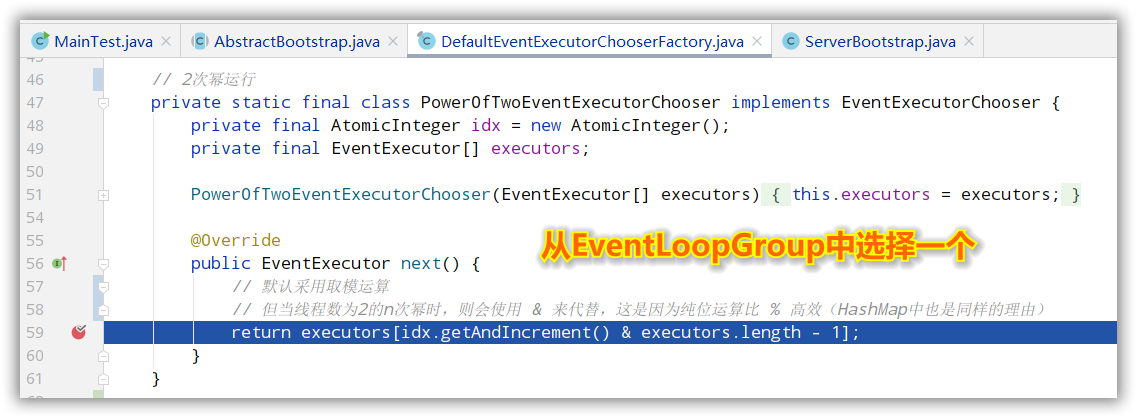 MainTest.java AbstractBootstrap.java DefaultEventExecutorChooserFactory.java ServerBootstrap.java
45
46 // 2次幂运行
47 private static final class PowerOfTwoEventExecutorChooser implements EventExecutorChooser {
48 private final AtomicInteger idx = new AtomicInteger();
49 private final EventExecutor[] executors;
50
51 PowerOfTwoEventExecutorChooser(EventExecutor[] executors) { this.executors = executors; }
54
55 @Override
从EventLoopGroup中选择一个
56 public EventExecutor next() {
57 // 默认采用取模运算
58 // 但当线程数为2的n次幂时，则会使用 & 来代替，这是因为纯位运算比 % 高效（HashMap中也是同样的理由）
59 return executors[idx.getAndIncrement() & executors.length - 1];
60 }
61 }